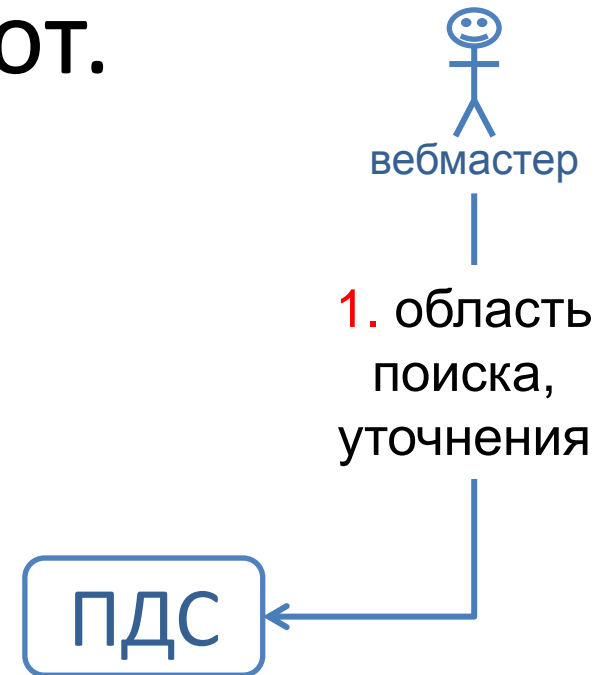 от.
вебмастер
1. область
поиска,
уточнения
ПДС